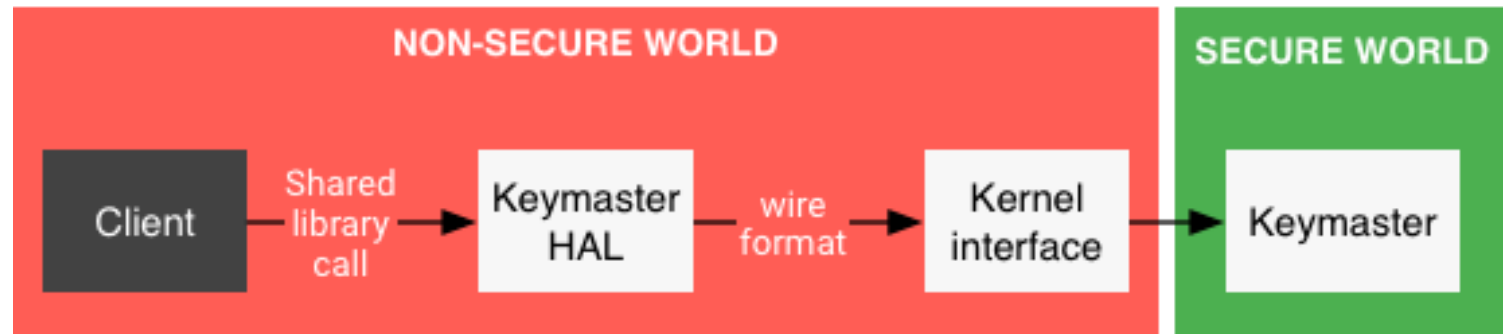 NON-SECURE WORLD
SECURE WORLD
Client
Shared
library
call
Keymaster
HAL
wire
format
Kernel
interface
Keymaster